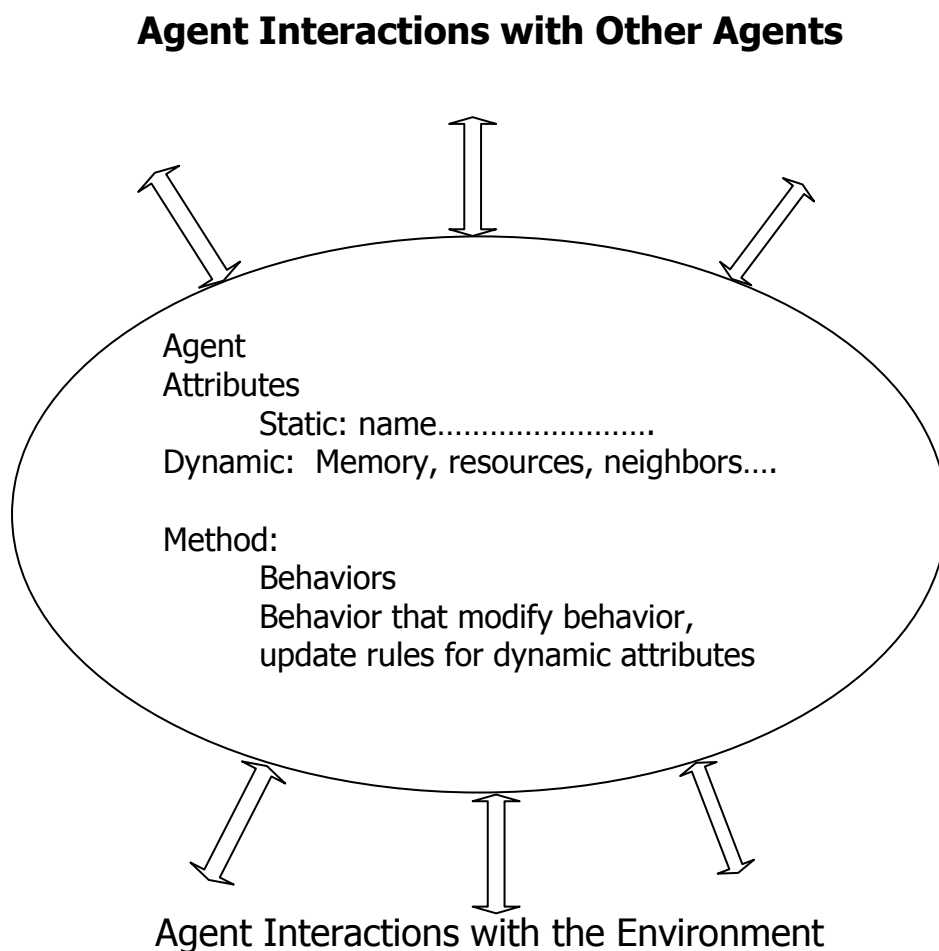 Agent Interactions with Other Agents
Agent
Attributes
Static: name.........................
Dynamic: Memory, resources, neighbors....
Method:
Behaviors
Behavior that modify behavior,
update rules for dynamic attributes
Agent Interactions with the Environment